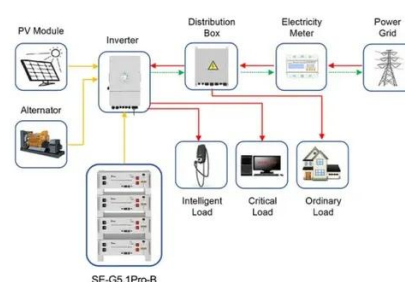 PV Module
Inverter
Distribution
Box
Electricity
Meter
Power
Grid
Alternator
Intelligent
Load
Critical
Load
Ordinary
Load
SE-G5.1Pro-B